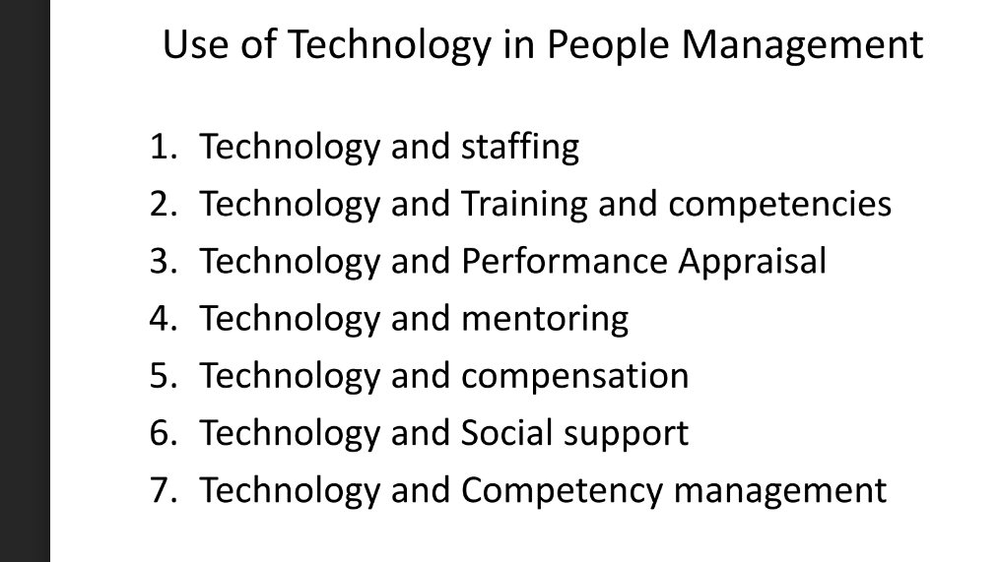 Use of Technology in People Management
1. Technology and staffing
2. Technology and Training and competencies
3. Technology and Performance Appraisal
4. Technology and mentoring
5. Technology and compensation
6. Technology and Social support
7. Technology and Competency management